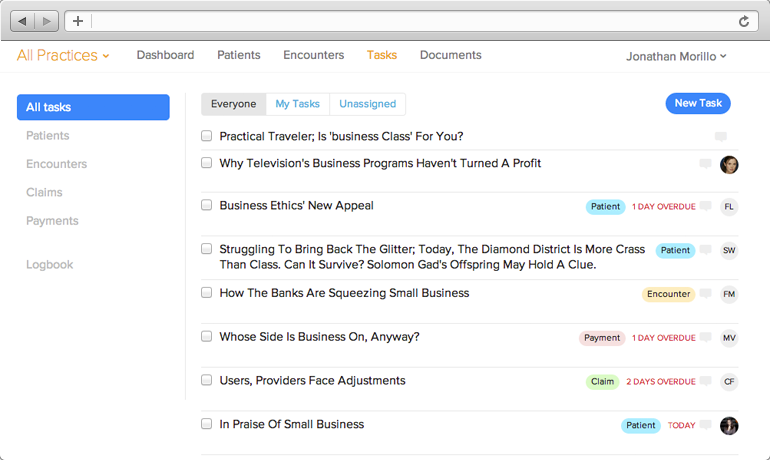 All Practices Dashboard Patients Encounters Tasks Documents Jonathan Morillo
All tasks
Patients
Encounters
Claims
Payments
Logbook
Everyone My Tasks Unassigned New Task
Practical Traveler; Is 'business Class' For You?
Why Television's Business Programs Haven't Turned A Profit
Business Ethics' New Appeal Patient 1 DAY OVERDUE FL
Struggling To Bring Back The Glitter; Today, The Diamond District Is More Crass Patient SW
Than Class. Can It Survive? Solomon Gad's Offspring May Hold A Clue.
How The Banks Are Squeezing Small Business Encounter FM
Whose Side Is Business On, Anyway? Payment 1 DAY OVERDUE MV
Users, Providers Face Adjustments Claim 2 DAYS OVERDUE CF
In Praise Of Small Business Patient TODAY